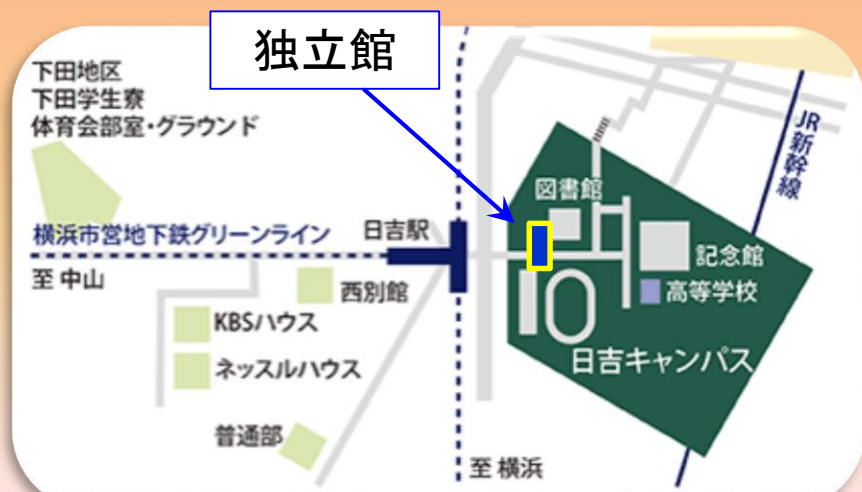 独立館
下田地区
下田学生寮
体育会部室・グラウンド
JR新幹線
図書館
横浜市営地下鉄グリーンライン
日吉駅
至 中山
記念館
西別館
高等学校
KBSハウス
ネッスルハウス
日吉キャンパス
普通部
至 横浜